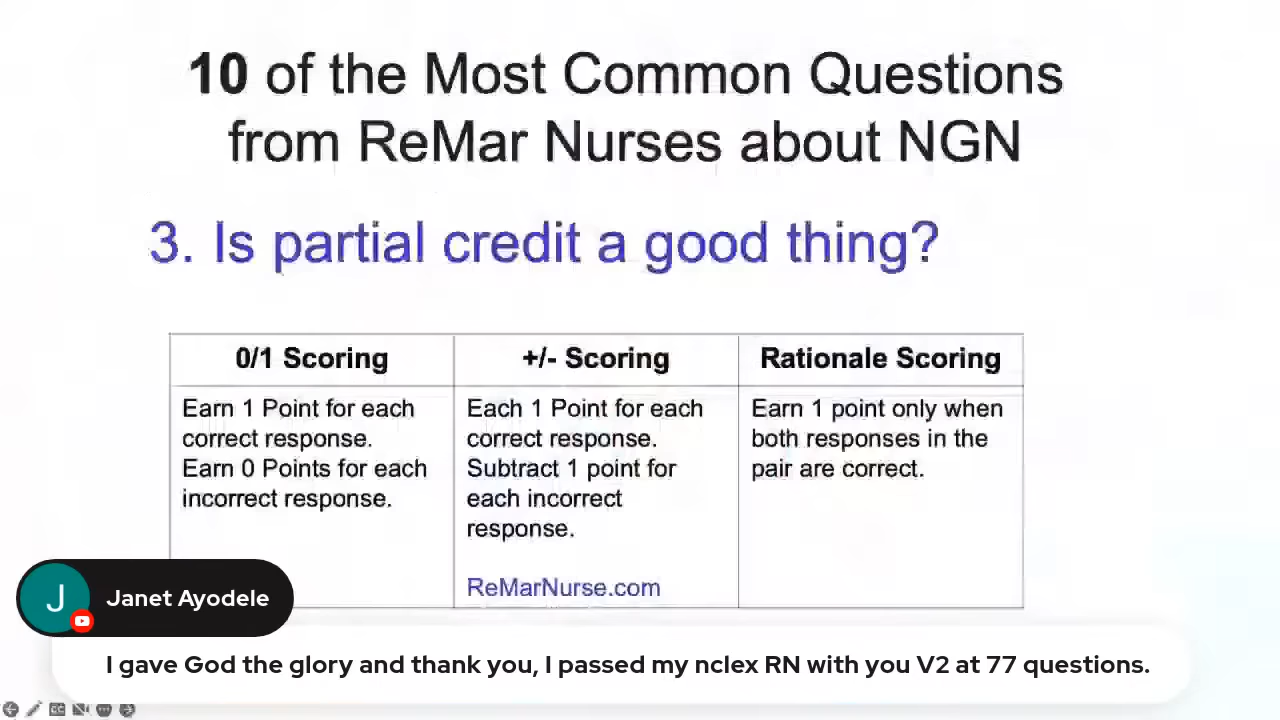 10 of the Most Common Questions
from ReMar Nurses about NGN
3. Is partial credit a good thing?
0/1 Scoring
Earn 1 Point for each
correct response.
Earn 0 Points for each
incorrect response.
+/- Scoring
Each 1 Point for each
correct response.
Subtract 1 point for
each incorrect
response.
ReMarNurse.com
Rationale Scoring
Earn 1 point only when
both responses in the
pair are correct.
J
Janet Ayodele
I gave God the glory and thank you, I passed my nclex RN with you V2 at 77 questions.
CC